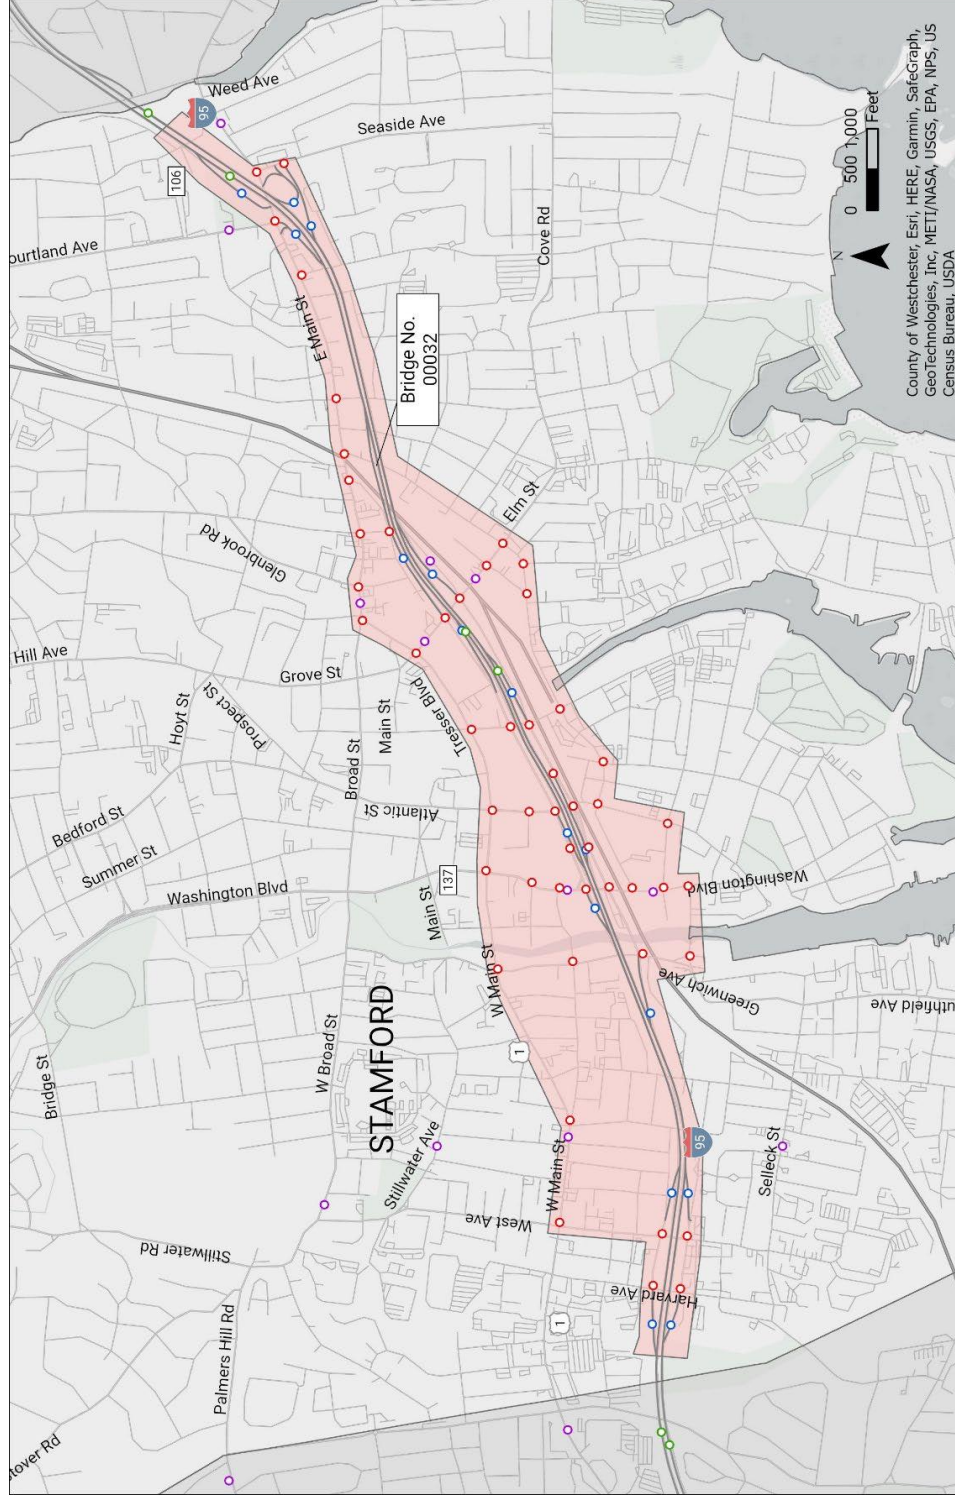 Weed Ave
95
Seaside Ave
106
ourtland Ave
Cove Rd
E Main St
Bridge No.
00032
Elm St
Glenbrook Rd
Hill Ave
Grove St
Hoyt St
Prospect St
Main St
Tresser Blvd
Broad St
Atlantic St
Bedford St
Summer St
137
Washington Blvd
Washington Blvd
Main St
W Main St
Greenwich Ave
uthfield Ave
STAMFORD
W Broad St
1
Bridge St
Stillwater Ave
W Main St
95
Selleck St
West Ave
Stillwater Rd
Harvard Ave
1
Palmers Hill Rd
tover Rd
0 500 1,000
Feet
N
County of Westchester, Esri, HERE, Garmin, SafeGraph,
GeoTechnologies, Inc, METI/NASA, USGS, EPA, NPS, US
Census Bureau, USDA